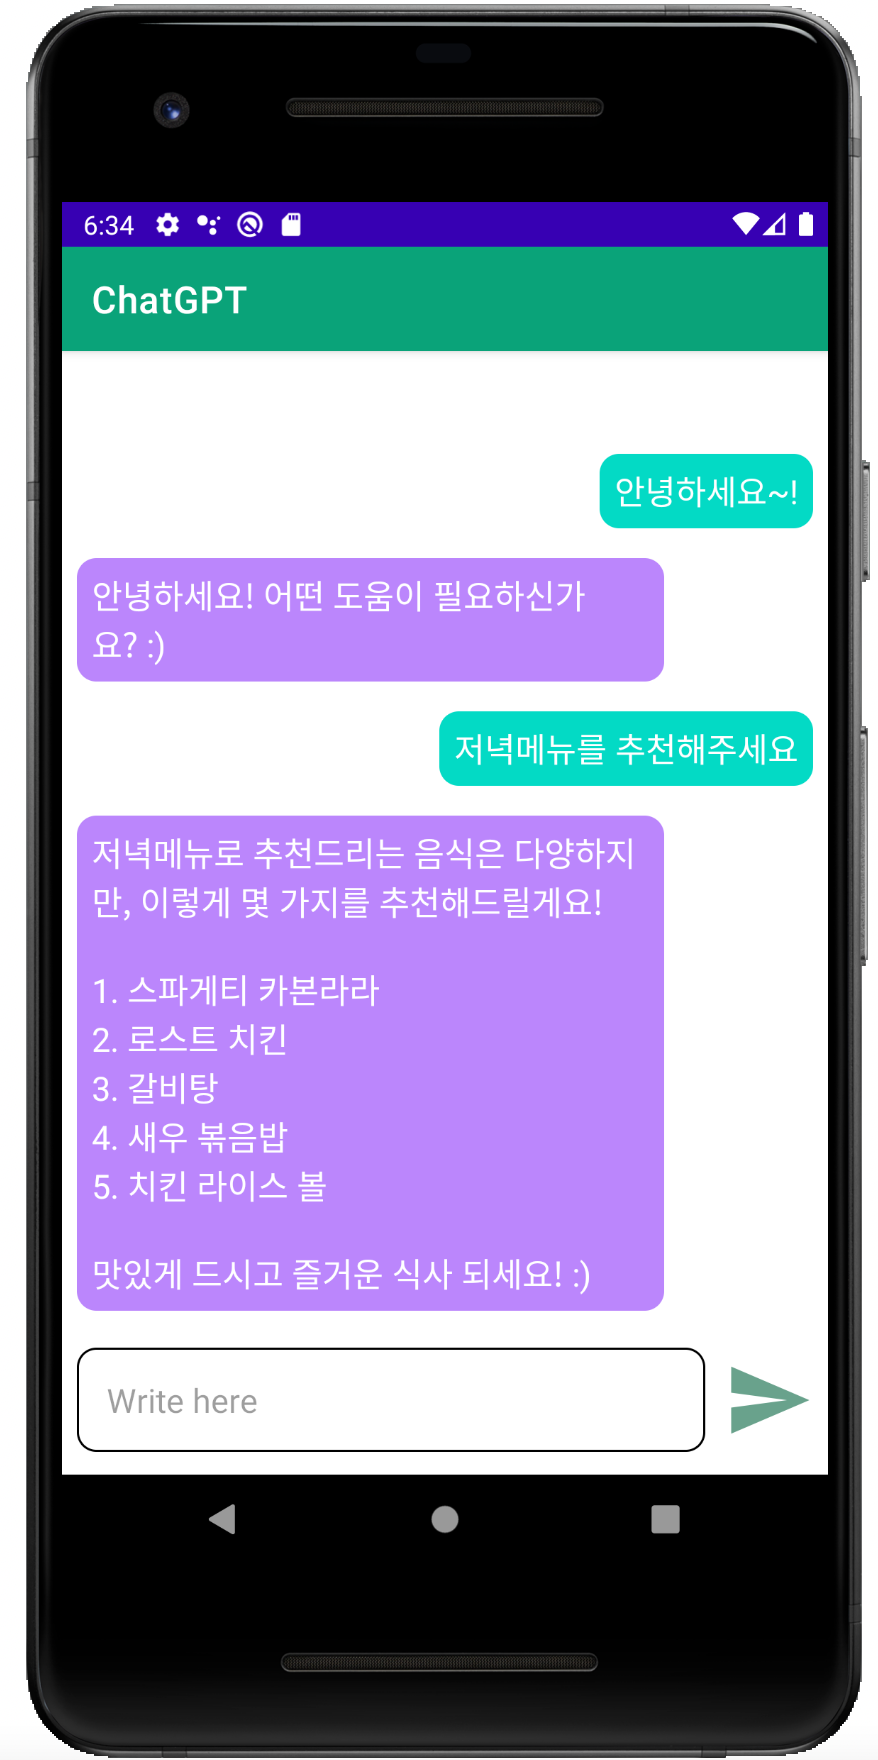 6:34
ChatGPT
안녕하세요~!
안녕하세요! 어떤 도움이 필요하신가
요? :)
저녁메뉴를 추천해주세요
저녁메뉴로 추천드리는 음식은 다양하지
만, 이렇게 몇 가지를 추천해드릴게요!
1. 스파게티 카본라라
2. 로스트 치킨
3. 갈비탕
4. 새우 볶음밥
5. 치킨 라이스 볼
맛있게 드시고 즐거운 식사 되세요! :)
Write here